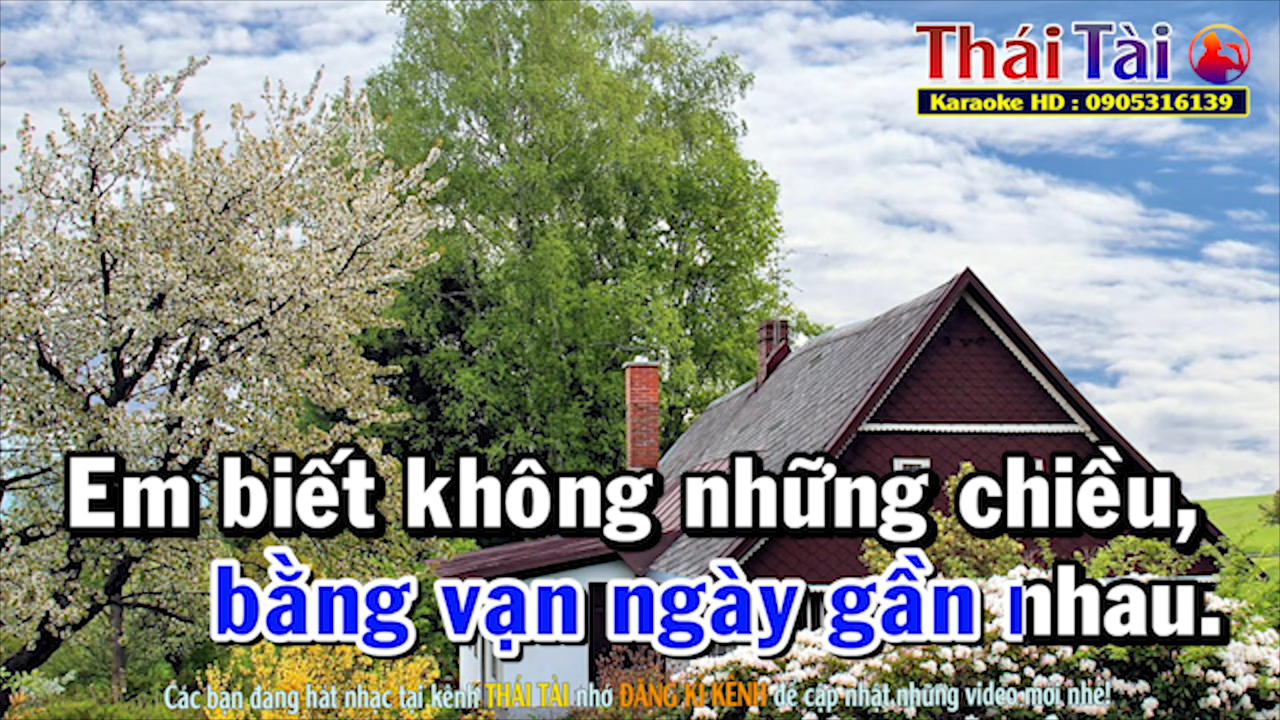 Thái Tài
Karaoke HD : 0905316139
Em biết không những chiều,
bằng vạn ngày gần nhau.
Các bạn đang hát nhạc tại kênh THÁI TÀI nhớ ĐĂNG KÍ KÊNH để cập nhật những video mới nhé!